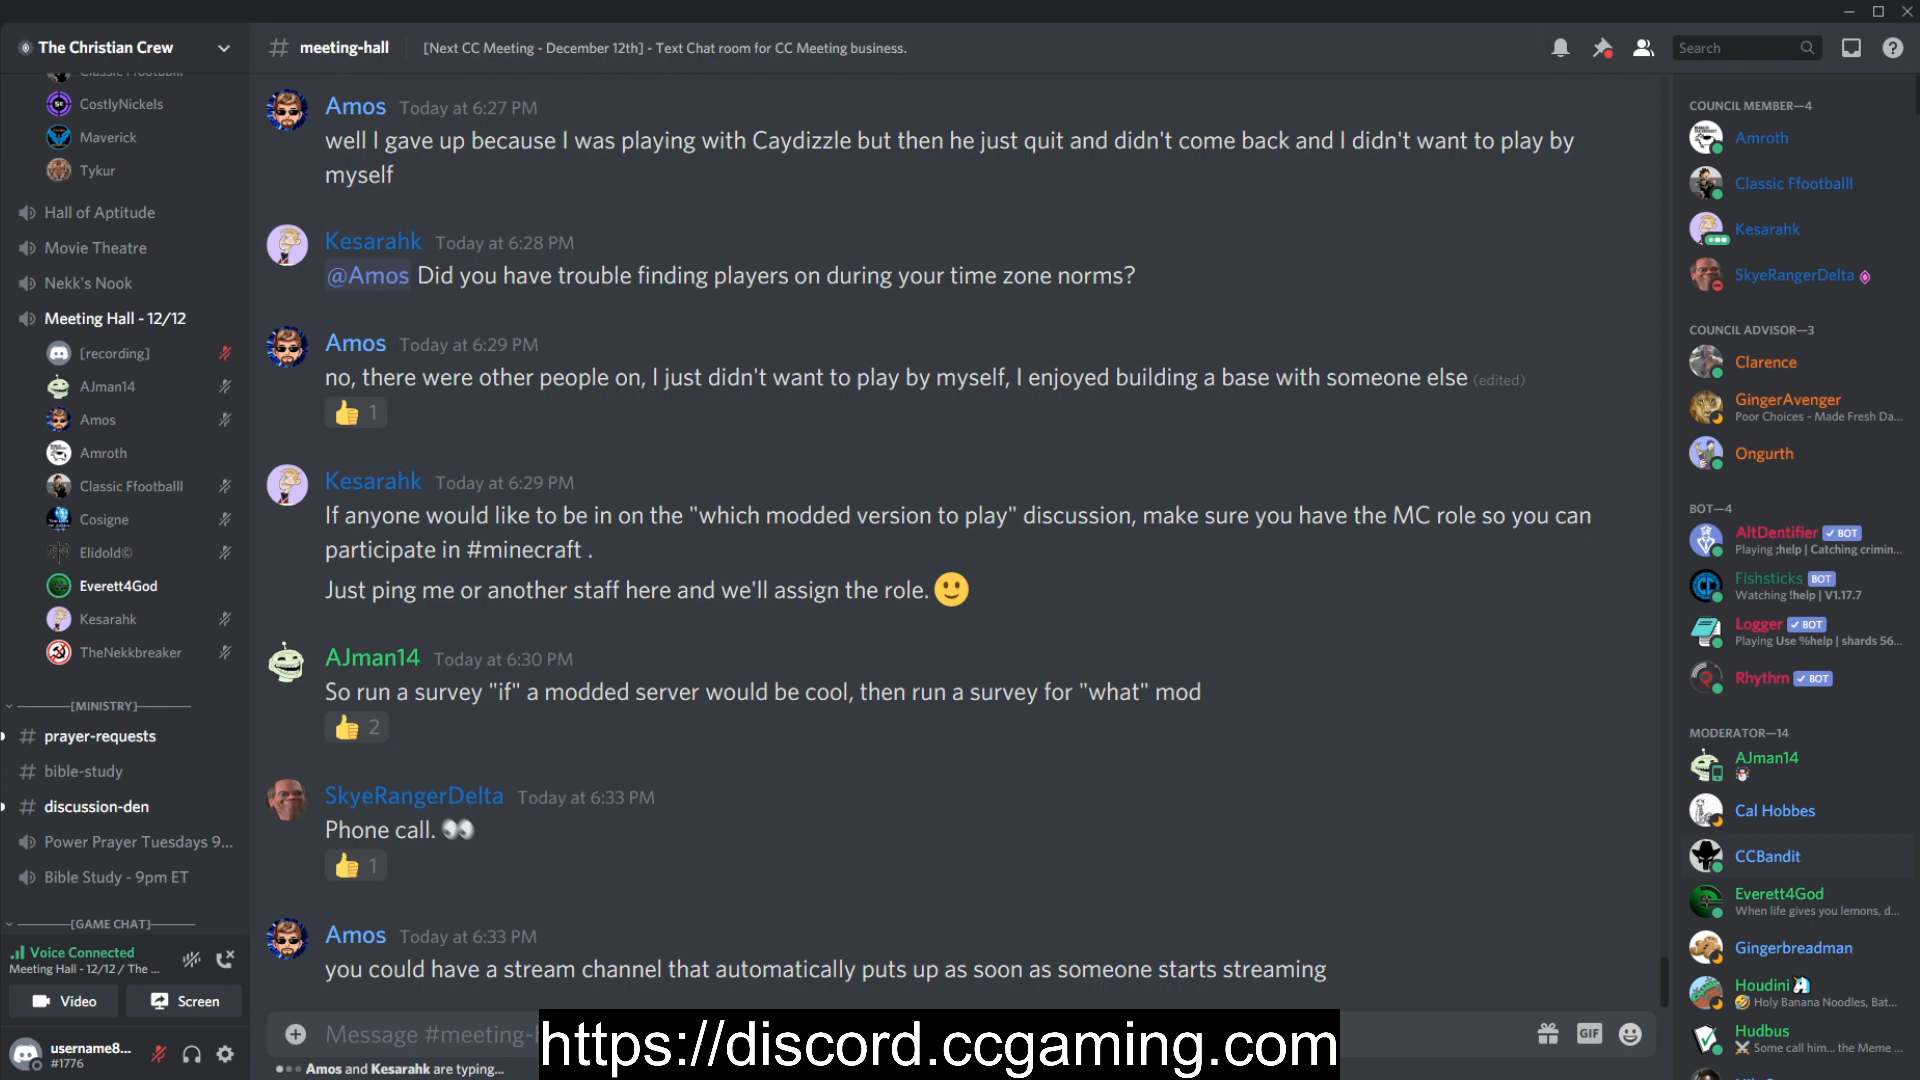 The Christian Crew
CostlyNickels
Maverick
Tykur
Hall of Aptitude
Movie Theatre
Nekk's Nook
Meeting Hall - 12/12
[recording]
AJman14
Amos
Amroth
Classic Ffootballl
Cosigne
Elidold©
Everett4God
Kesarahk
TheNekkbreaker
[MINISTRY]
prayer-requests
bible-study
discussion-den
Power Prayer Tuesdays 9...
Bible Study - 9pm ET
[GAME CHAT]
Voice Connected
Meeting Hall - 12/12 / The ...
Video
Screen
username8...
#1776
meeting-hall
[Next CC Meeting - December 12th] - Text Chat room for CC Meeting business.
Search
Amos Today at 6:27 PM
well I gave up because I was playing with Caydizzle but then he just quit and didn't come back and I didn't want to play by
myself
Kesarahk Today at 6:28 PM
@Amos Did you have trouble finding players on during your time zone norms?
Amos Today at 6:29 PM
no, there were other people on, I just didn't want to play by myself, I enjoyed building a base with someone else (edited)
👍 1
Kesarahk Today at 6:29 PM
If anyone would like to be in on the "which modded version to play" discussion, make sure you have the MC role so you can
participate in #minecraft .
Just ping me or another staff here and we'll assign the role. 🙂
AJman14 Today at 6:30 PM
So run a survey "if" a modded server would be cool, then run a survey for "what" mod
👍 2
SkyeRangerDelta Today at 6:33 PM
Phone call. 👀
👍 1
Amos Today at 6:33 PM
you could have a stream channel that automatically puts up as soon as someone starts streaming
Message #meeting-
GIF
https://discord.ccgaming.com
Amos and Kesarahk are typing...
COUNCIL MEMBER—4
Amroth
Classic Ffootballl
Kesarahk
SkyeRangerDelta
COUNCIL ADVISOR—3
Clarence
GingerAvenger
Poor Choices - Made Fresh Da...
Ongurth
BOT—4
AltDentifier ✓ BOT
Playing ;help | Catching crimin...
Fishsticks BOT
Watching !help | V1.17.7
Logger ✓ BOT
Playing Use %help | shards 56...
Rhythm ✓ BOT
MODERATOR—14
AJman14
Cal Hobbes
CCBandit
Everett4God
When life gives you lemons, d...
Gingerbreadman
Houdini
Holy Banana Noodles, Bat...
Hudbus
Some call him... the Meme ...